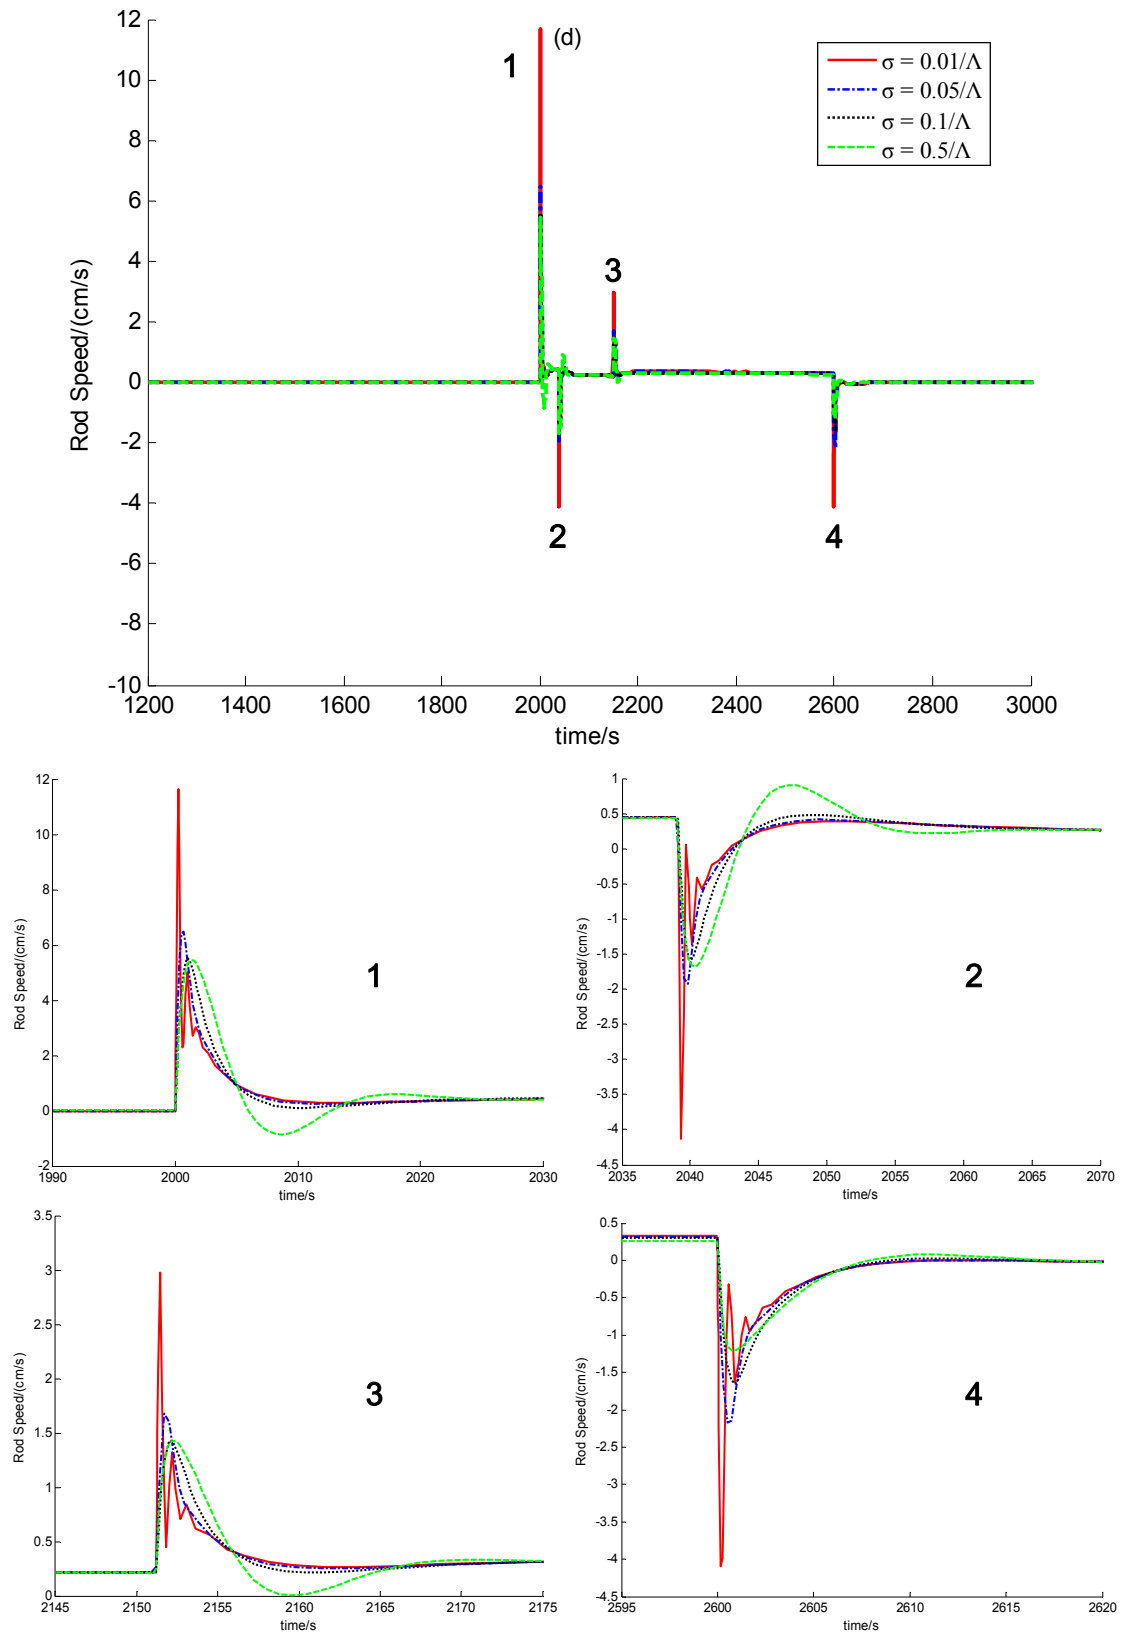 (d)
1
2
3
4
σ = 0.01/Λ
σ = 0.05/Λ
σ = 0.1/Λ
σ = 0.5/Λ
Rod Speed/(cm/s)
12
10
8
6
4
2
0
-2
-4
-6
-8
-10
1200 1400 1600 1800 2000 2200 2400 2600 2800 3000
time/s
Rod Speed/(cm/s)
12
10
8
6
4
2
0
-2
1
1990 2000 2010 2020 2030
time/s
Rod Speed/(cm/s)
1
0.5
0
-0.5
-1
-1.5
-2
-2.5
-3
-3.5
-4
-4.5
2
2035 2040 2045 2050 2055 2060 2065 2070
time/s
Rod Speed/(cm/s)
3.5
3
2.5
2
1.5
1
0.5
0
3
2145 2150 2155 2160 2165 2170 2175
time/s
Rod Speed/(cm/s)
0.5
0
-0.5
-1
-1.5
-2
-2.5
-3
-3.5
-4
-4.5
4
2595 2600 2605 2610 2615 2620
time/s